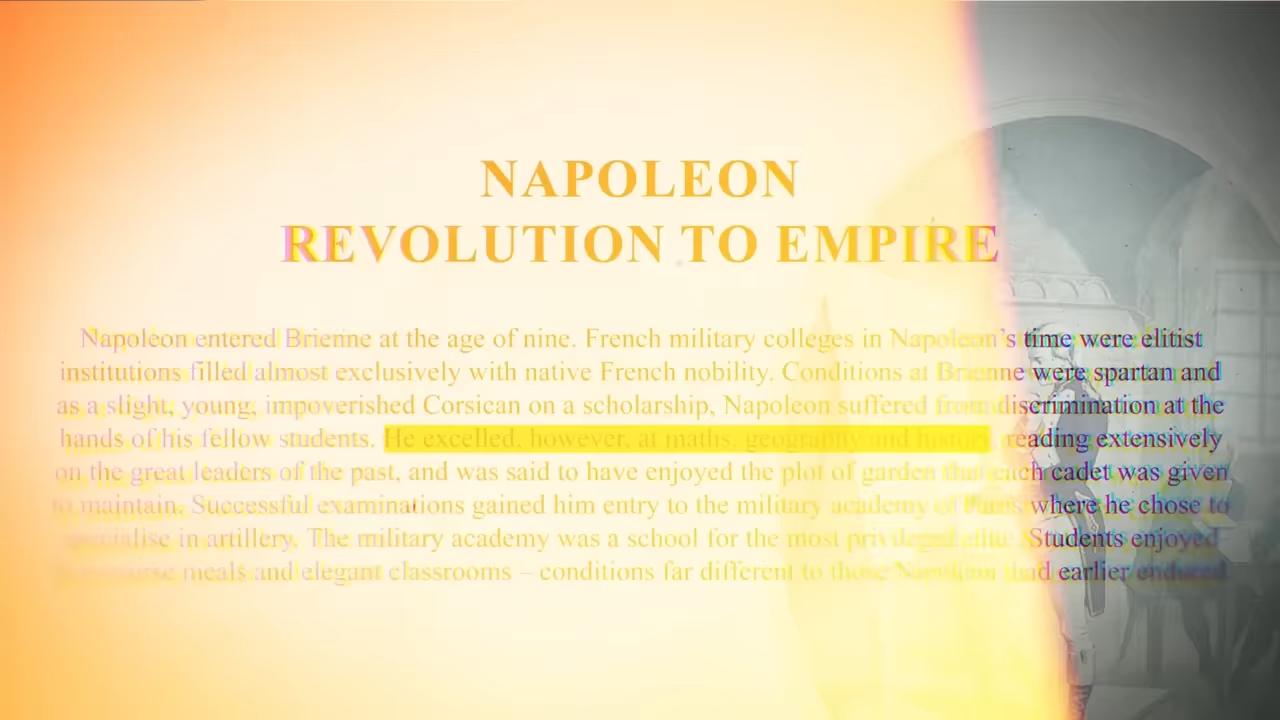 NAPOLEON
REVOLUTION TO EMPIRE
Napoleon entered Brienne at the age of nine. French military colleges in Napoleon's time were elitist
institutions filled almost exclusively with native French nobility. Conditions at Brienne were spartan and
as a slight, young, impoverished Corsican on a scholarship, Napoleon suffered from discrimination at the
hands of his fellow students. He excelled, however, at maths, geography and history, reading extensively
on the great leaders of the past, and was said to have enjoyed the plot of garden that each cadet was given
to maintain. Successful examinations gained him entry to the military academy of Paris where he chose to
specialise in artillery. The military academy was a school for the most privileged elite. Students enjoyed
meals and elegant classrooms – conditions far different to those Napoleon had earlier endured